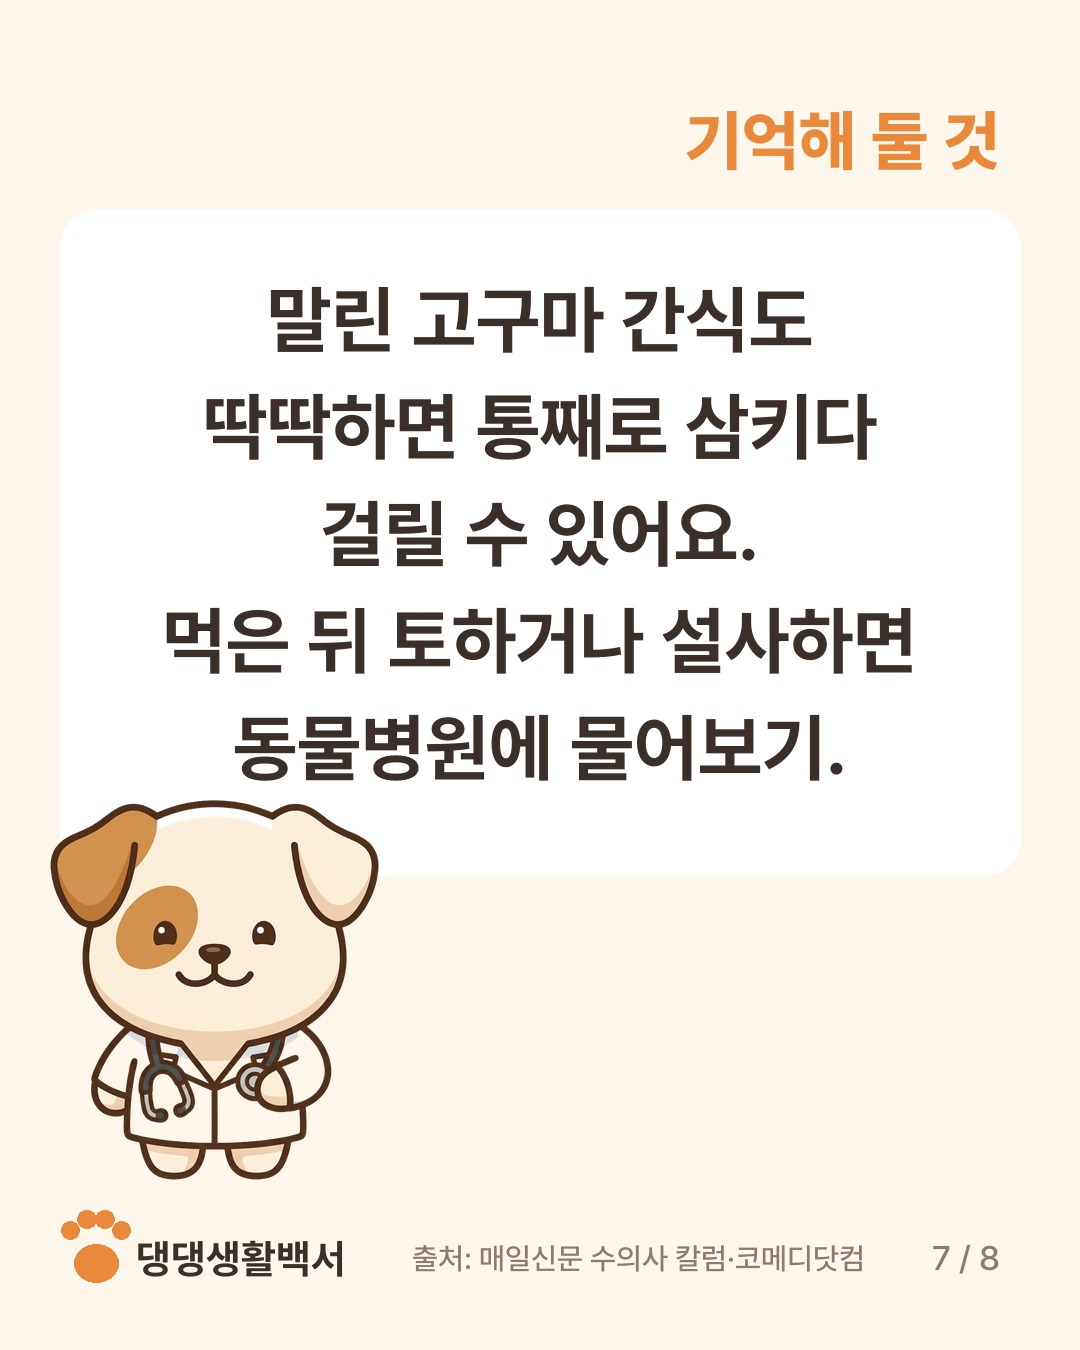 기억해 둘 것
말린 고구마 간식도
딱딱하면 통째로 삼키다
걸릴 수 있어요.
먹은 뒤 토하거나 설사하면
동물병원에 물어보기.
댕댕생활백서
출처: 매일신문 수의사 칼럼·코메디닷컴
7 / 8